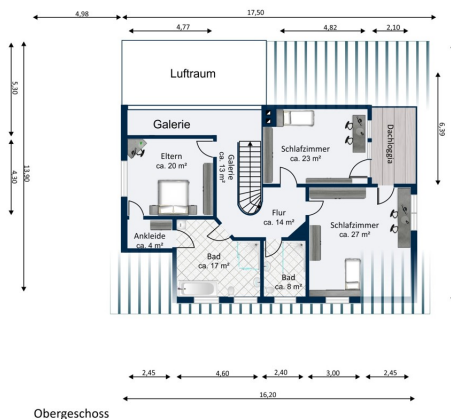 4,98
17,50
4,77
4,82
2,10
5,30
Luftraum
6,39
Galerie
Dachloggia
Schlafzimmer
ca. 23 m²
Galerie
ca. 13 m²
Eltern
ca. 20 m²
4,30
13,90
Flur
ca. 14 m²
Schlafzimmer
ca. 27 m²
Ankleide
ca. 4 m²
Bad
ca. 17 m²
Bad
ca. 8 m²
2,45
4,60
2,40
3,00
2,45
16,20
Obergeschoss